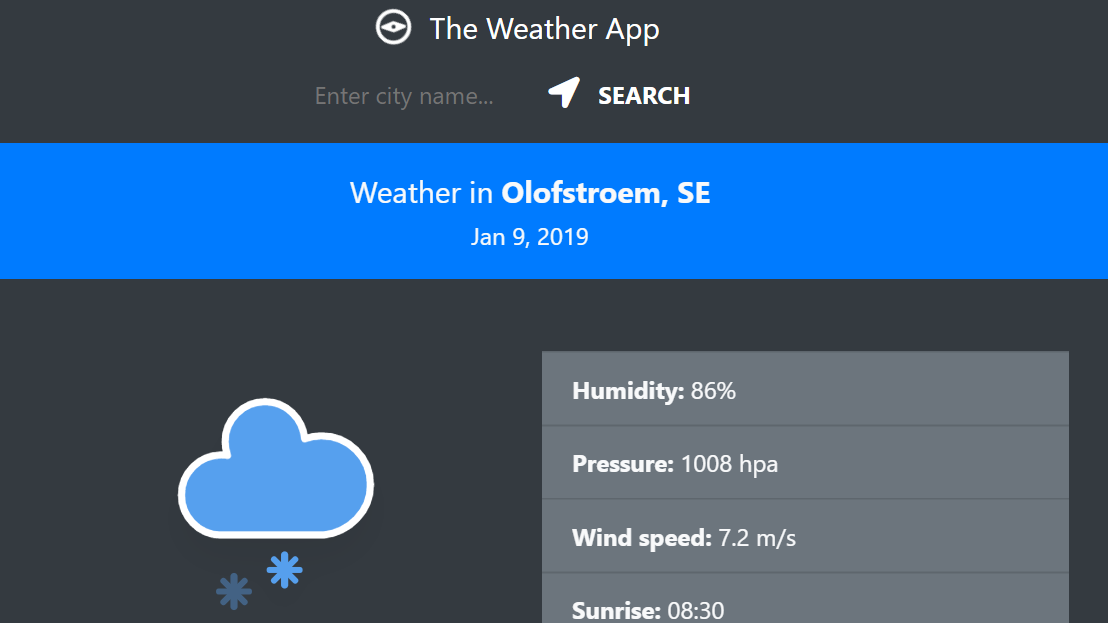 The Weather App
Enter city name...
SEARCH
Weather in Olofstroem, SE
Jan 9, 2019
Humidity: 86%
Pressure: 1008 hpa
Wind speed: 7.2 m/s
Sunrise: 08:30